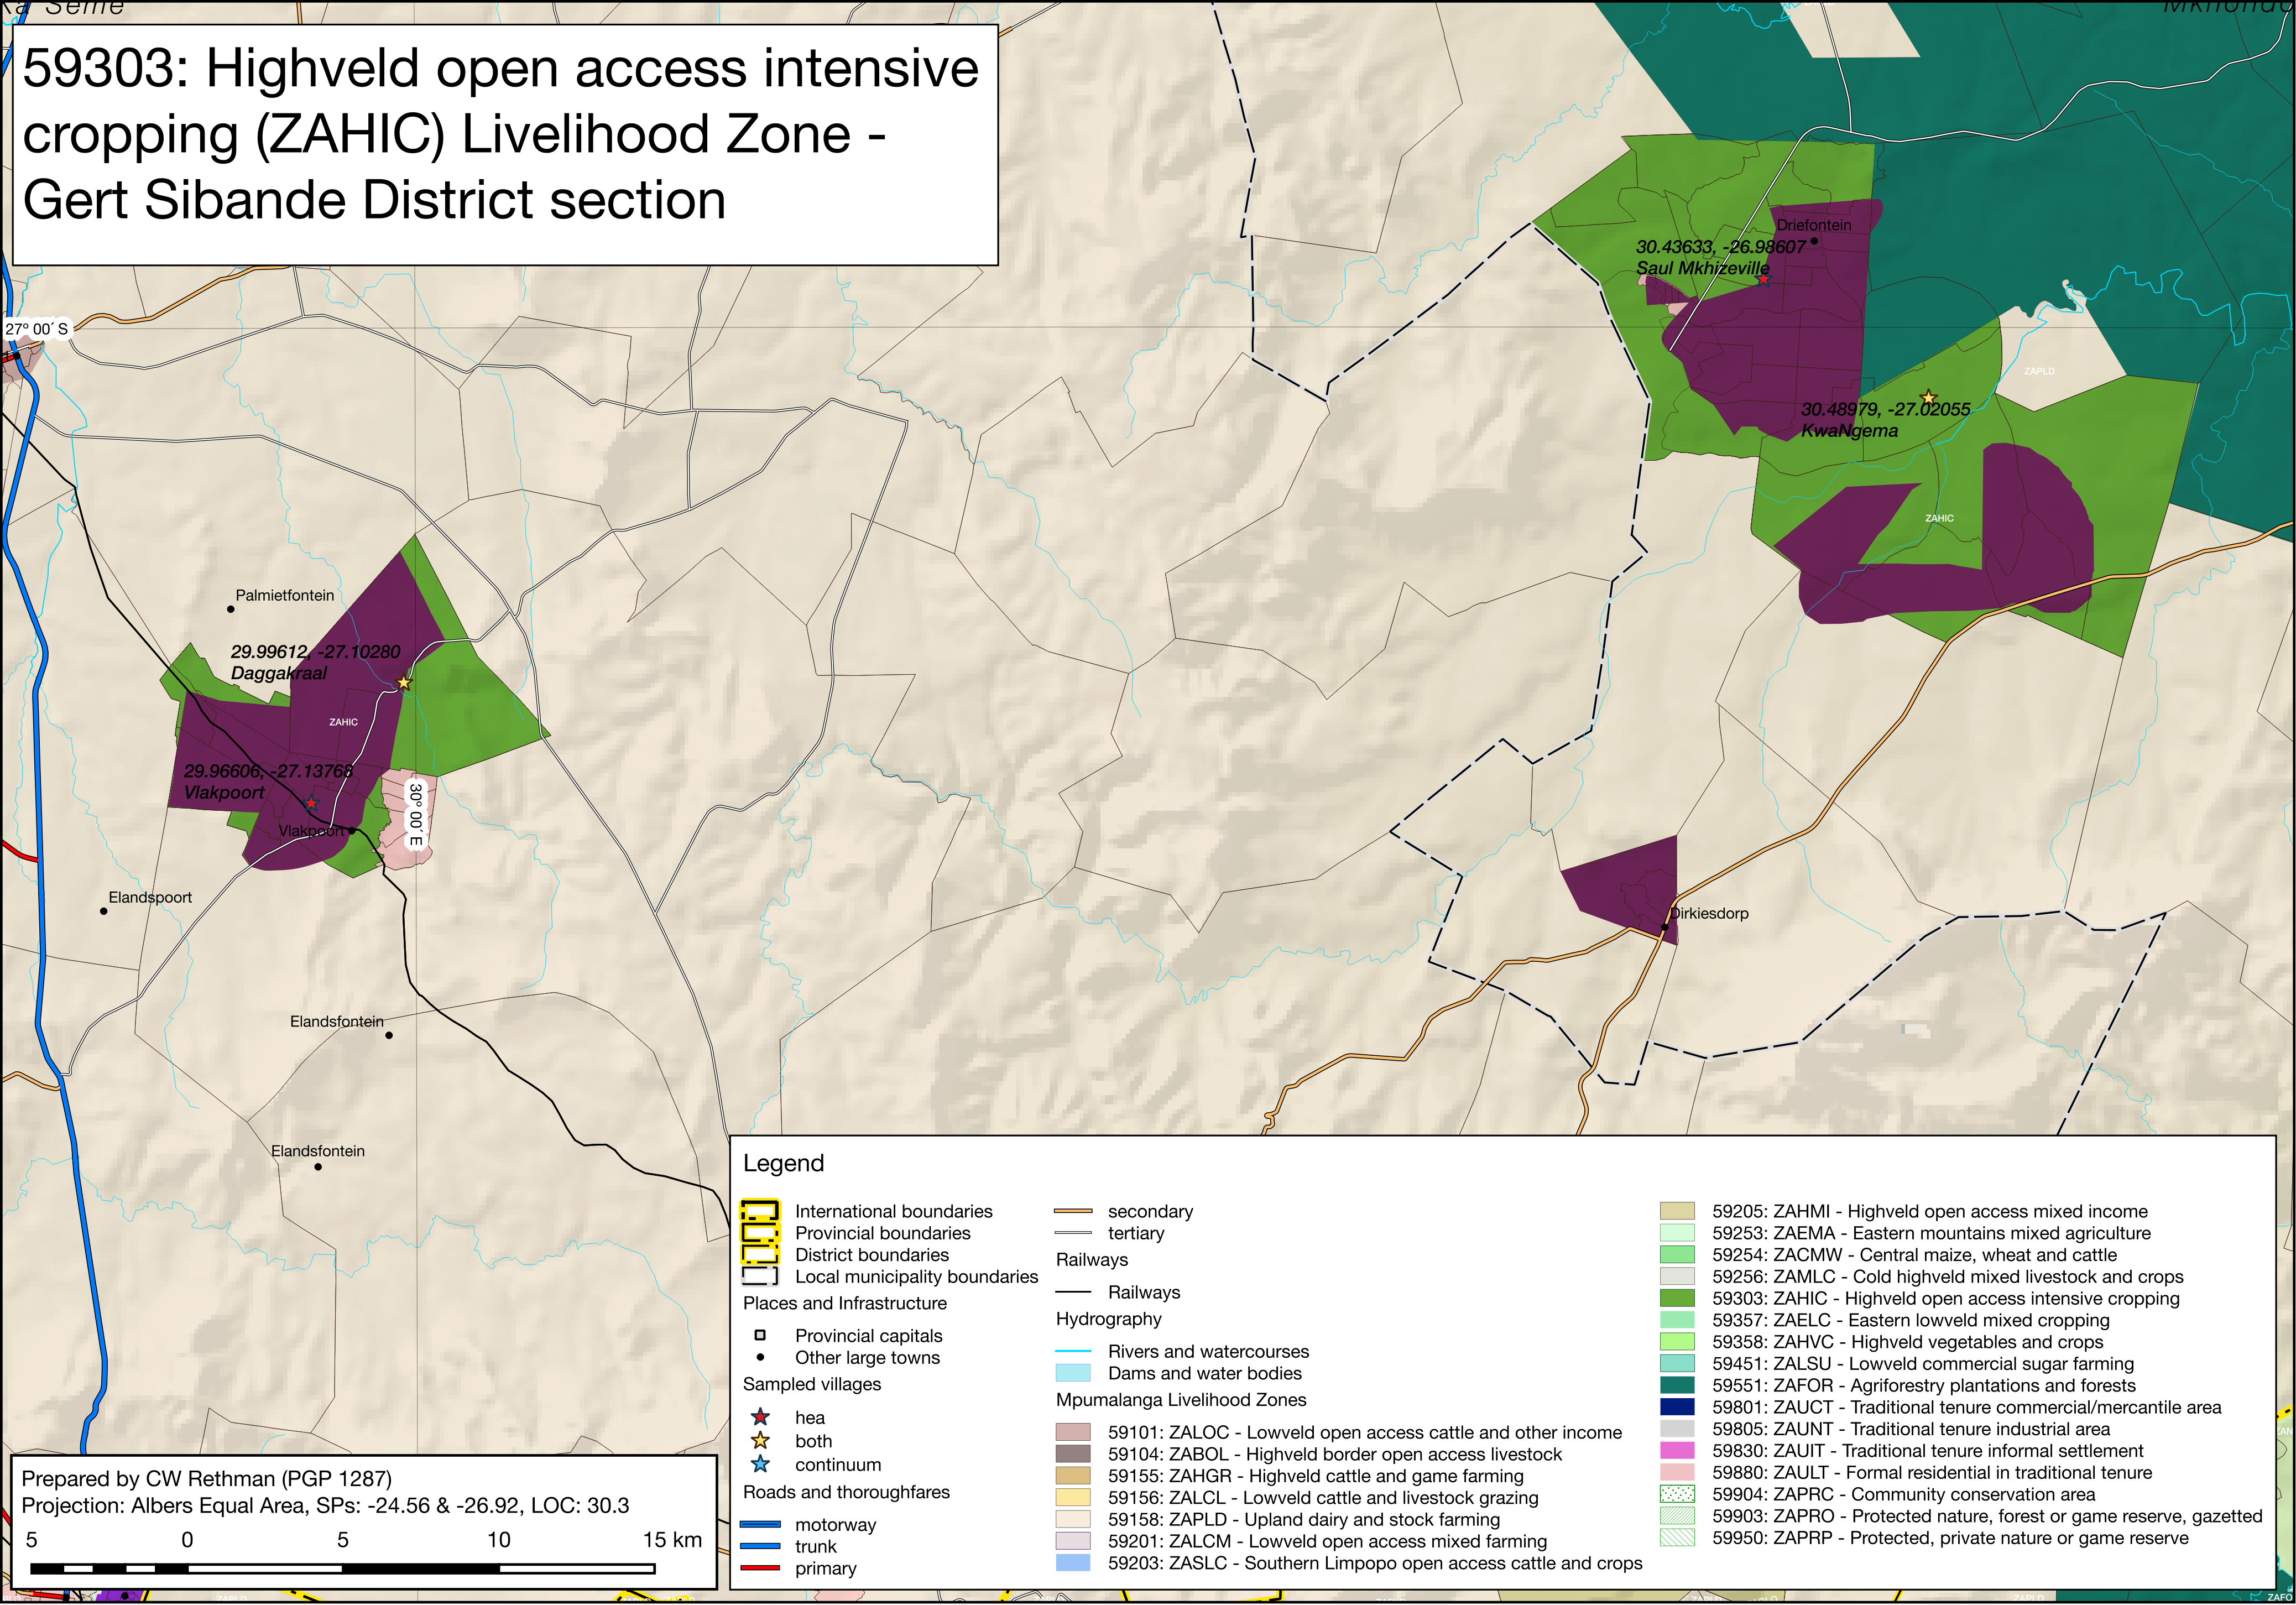 Ka Seme
Mkhondo
59303: Highveld open access intensive
cropping (ZAHIC) Livelihood Zone -
Gert Sibande District section
27° 00´ S
Driefontein
30.43633, -26.98607
Saul Mkhizeville
ZAPLD
30.48979, -27.02055
KwaNgema
ZAHIC
Palmietfontein
29.99612, -27.10280
Daggakraal
ZAHIC
29.96606, -27.13768
Vlakpoort
30° 00´ E
Vlakpoort
Elandspoort
Dirkiesdorp
Elandsfontein
Elandsfontein
Legend
International boundaries
Provincial boundaries
District boundaries
Local municipality boundaries
Places and Infrastructure
Provincial capitals
Other large towns
Sampled villages
hea
both
continuum
Roads and thoroughfares
motorway
trunk
primary
secondary
tertiary
Railways
Railways
Hydrography
Rivers and watercourses
Dams and water bodies
Mpumalanga Livelihood Zones
59101: ZALOC - Lowveld open access cattle and other income
59104: ZABOL - Highveld border open access livestock
59155: ZAHGR - Highveld cattle and game farming
59156: ZALCL - Lowveld cattle and livestock grazing
59158: ZAPLD - Upland dairy and stock farming
59201: ZALCM - Lowveld open access mixed farming
59203: ZASLC - Southern Limpopo open access cattle and crops
59205: ZAHMI - Highveld open access mixed income
59253: ZAEMA - Eastern mountains mixed agriculture
59254: ZACMW - Central maize, wheat and cattle
59256: ZAMLC - Cold highveld mixed livestock and crops
59303: ZAHIC - Highveld open access intensive cropping
59357: ZAELC - Eastern lowveld mixed cropping
59358: ZAHVC - Highveld vegetables and crops
59451: ZALSU - Lowveld commercial sugar farming
59551: ZAFOR - Agriforestry plantations and forests
59801: ZAUCT - Traditional tenure commercial/mercantile area
59805: ZAUNT - Traditional tenure industrial area
59830: ZAUIT - Traditional tenure informal settlement
59880: ZAULT - Formal residential in traditional tenure
59904: ZAPRC - Community conservation area
59903: ZAPRO - Protected nature, forest or game reserve, gazetted
59950: ZAPRP - Protected, private nature or game reserve
Prepared by CW Rethman (PGP 1287)
Projection: Albers Equal Area, SPs: -24.56 & -26.92, LOC: 30.3
5 0 5 10 15 km